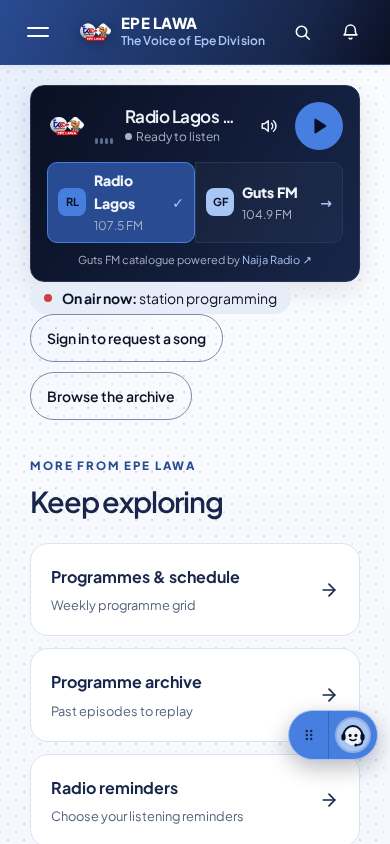 EPE LAWA
The Voice of Epe Division
Radio Lagos ...
Ready to listen
RL
Radio
Lagos
107.5 FM
✓
GF
Guts FM
104.9 FM
→
Guts FM catalogue powered by Naija Radio ↗
On air now: station programming
Sign in to request a song
Browse the archive
MORE FROM EPE LAWA
Keep exploring
Programmes & schedule
Weekly programme grid
Programme archive
Past episodes to replay
Radio reminders
Choose your listening reminders